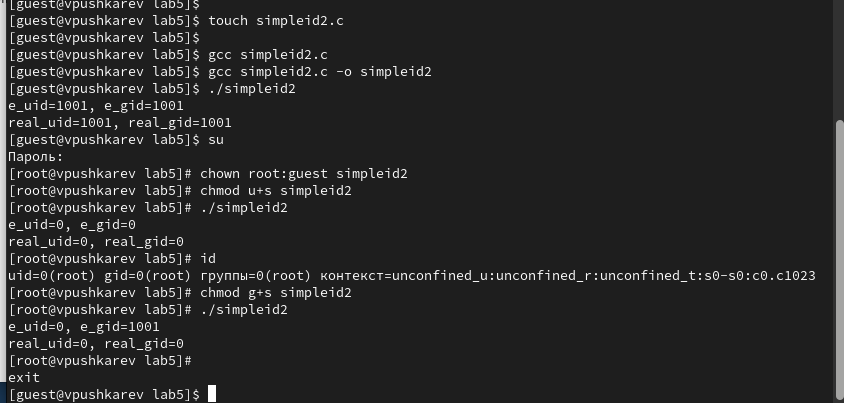 [guest@vpushkarev lab5]$
[guest@vpushkarev lab5]$ touch simpleid2.c
[guest@vpushkarev lab5]$
[guest@vpushkarev lab5]$ gcc simpleid2.c
[guest@vpushkarev lab5]$ gcc simpleid2.c -o simpleid2
[guest@vpushkarev lab5]$ ./simpleid2
e_uid=1001, e_gid=1001
real_uid=1001, real_gid=1001
[guest@vpushkarev lab5]$ su
Пароль:
[root@vpushkarev lab5]# chown root:guest simpleid2
[root@vpushkarev lab5]# chmod u+s simpleid2
[root@vpushkarev lab5]# ./simpleid2
e_uid=0, e_gid=0
real_uid=0, real_gid=0
[root@vpushkarev lab5]# id
uid=0(root) gid=0(root) группы=0(root) контекст=unconfined_u:unconfined_r:unconfined_t:s0-s0:c0.c1023
[root@vpushkarev lab5]# chmod g+s simpleid2
[root@vpushkarev lab5]# ./simpleid2
e_uid=0, e_gid=1001
real_uid=0, real_gid=0
[root@vpushkarev lab5]#
exit
[guest@vpushkarev lab5]$